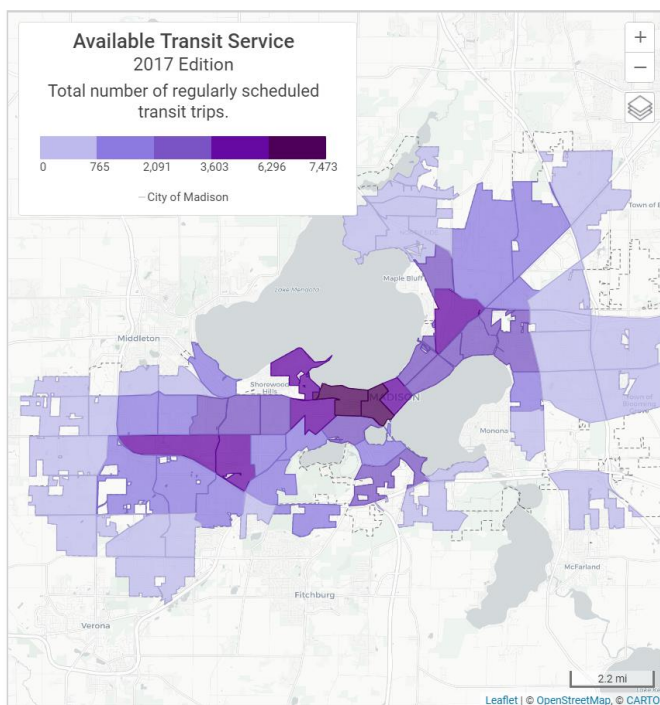 Available Transit Service
2017 Edition
Total number of regularly scheduled
transit trips.
0 765 2,091 3,603 6,296 7,473
City of Madison
+
−
Maple Bluff
Lake Mendota
Middleton
Shorewood
Hills
MADISON
Monona
Town of
Grove
McFarland
Fitchburg
Verona
2.2 mi
Leaflet | © OpenStreetMap, © CARTO